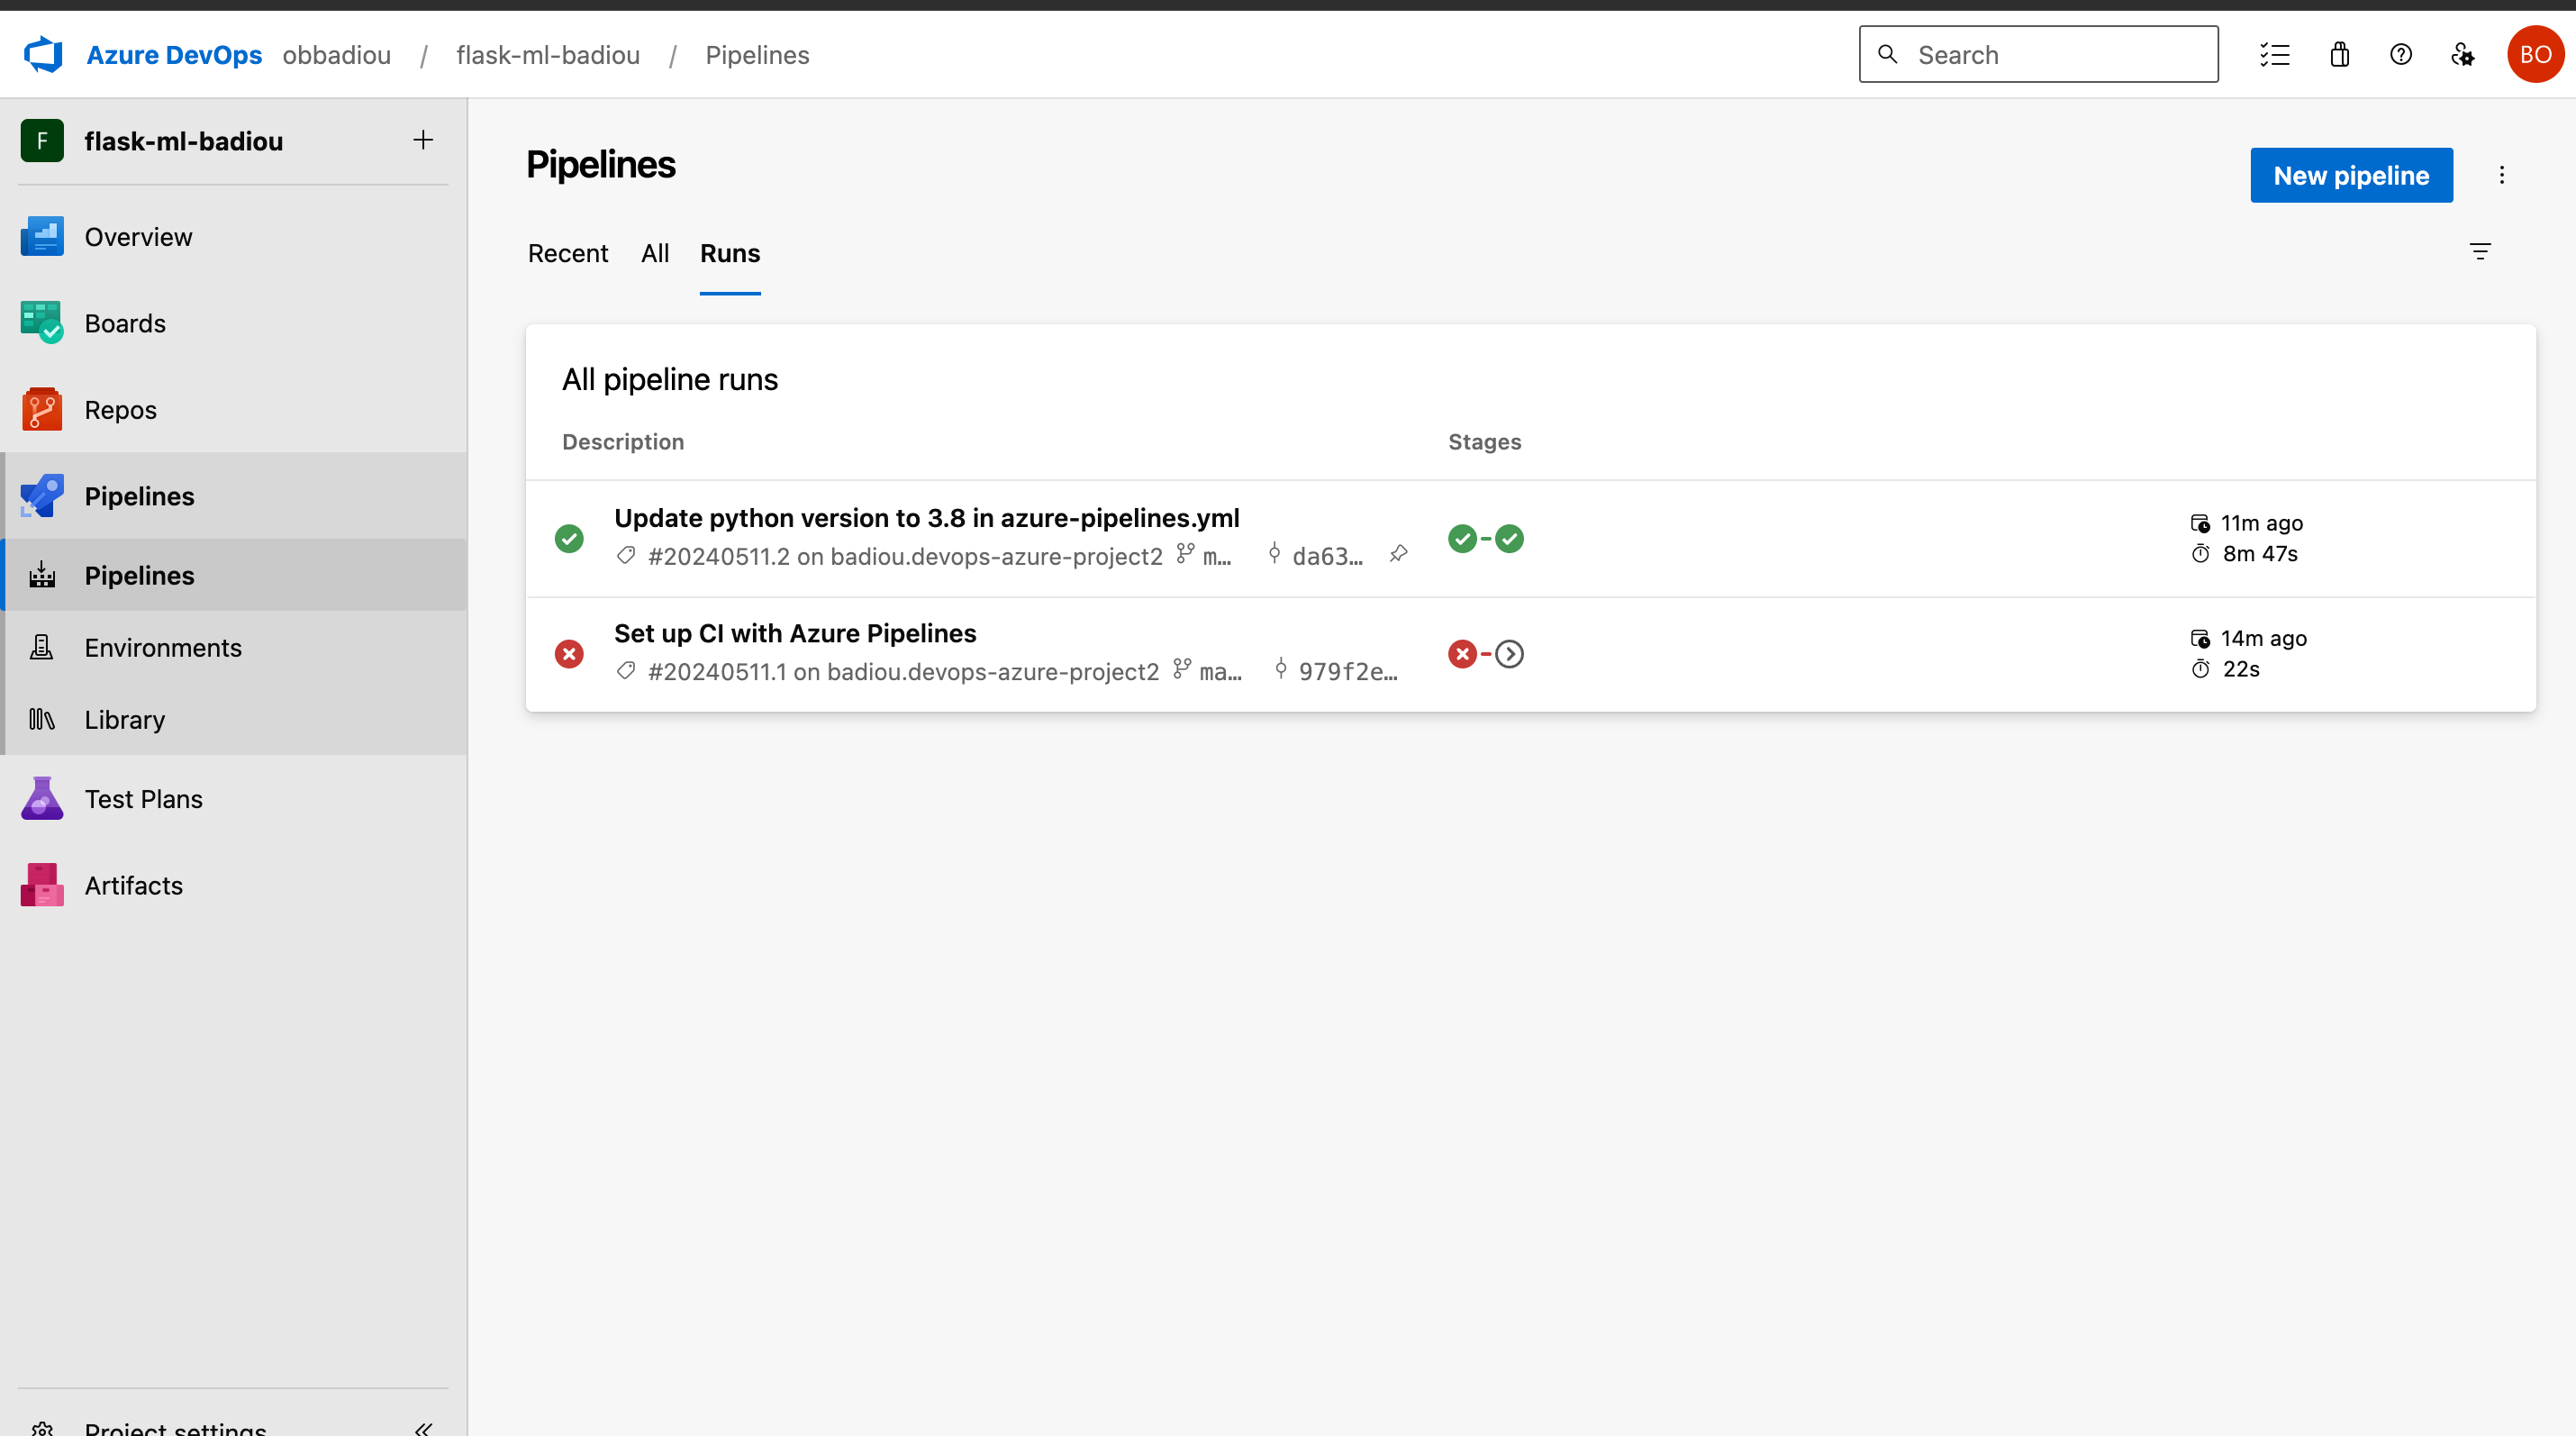 Azure DevOps obbadiou / flask-ml-badiou / Pipelines
Search
BO
F flask-ml-badiou
Overview
Boards
Repos
Pipelines
Pipelines
Environments
Library
Test Plans
Artifacts
Project settings
Pipelines
New pipeline
Recent All Runs
All pipeline runs
Description Stages
Update python version to 3.8 in azure-pipelines.yml
#20240511.2 on badiou.devops-azure-project2 m… da63…
11m ago
8m 47s
Set up CI with Azure Pipelines
#20240511.1 on badiou.devops-azure-project2 ma… 979f2e…
14m ago
22s